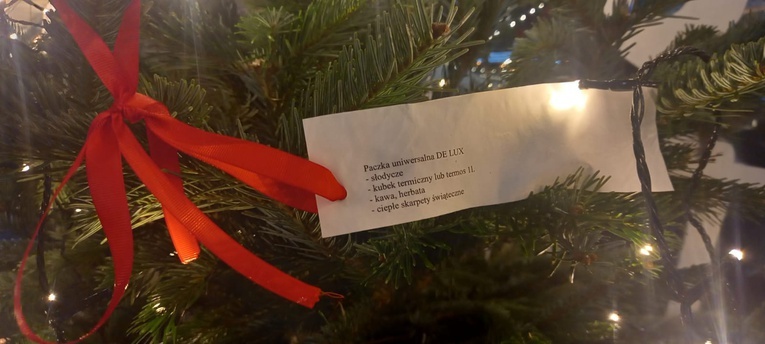 Paczka uniwersalna DE LUX
- słodycze
- kubek termiczny lub termos 1l.
- kawa, herbata
- ciepłe skarpety świąteczne